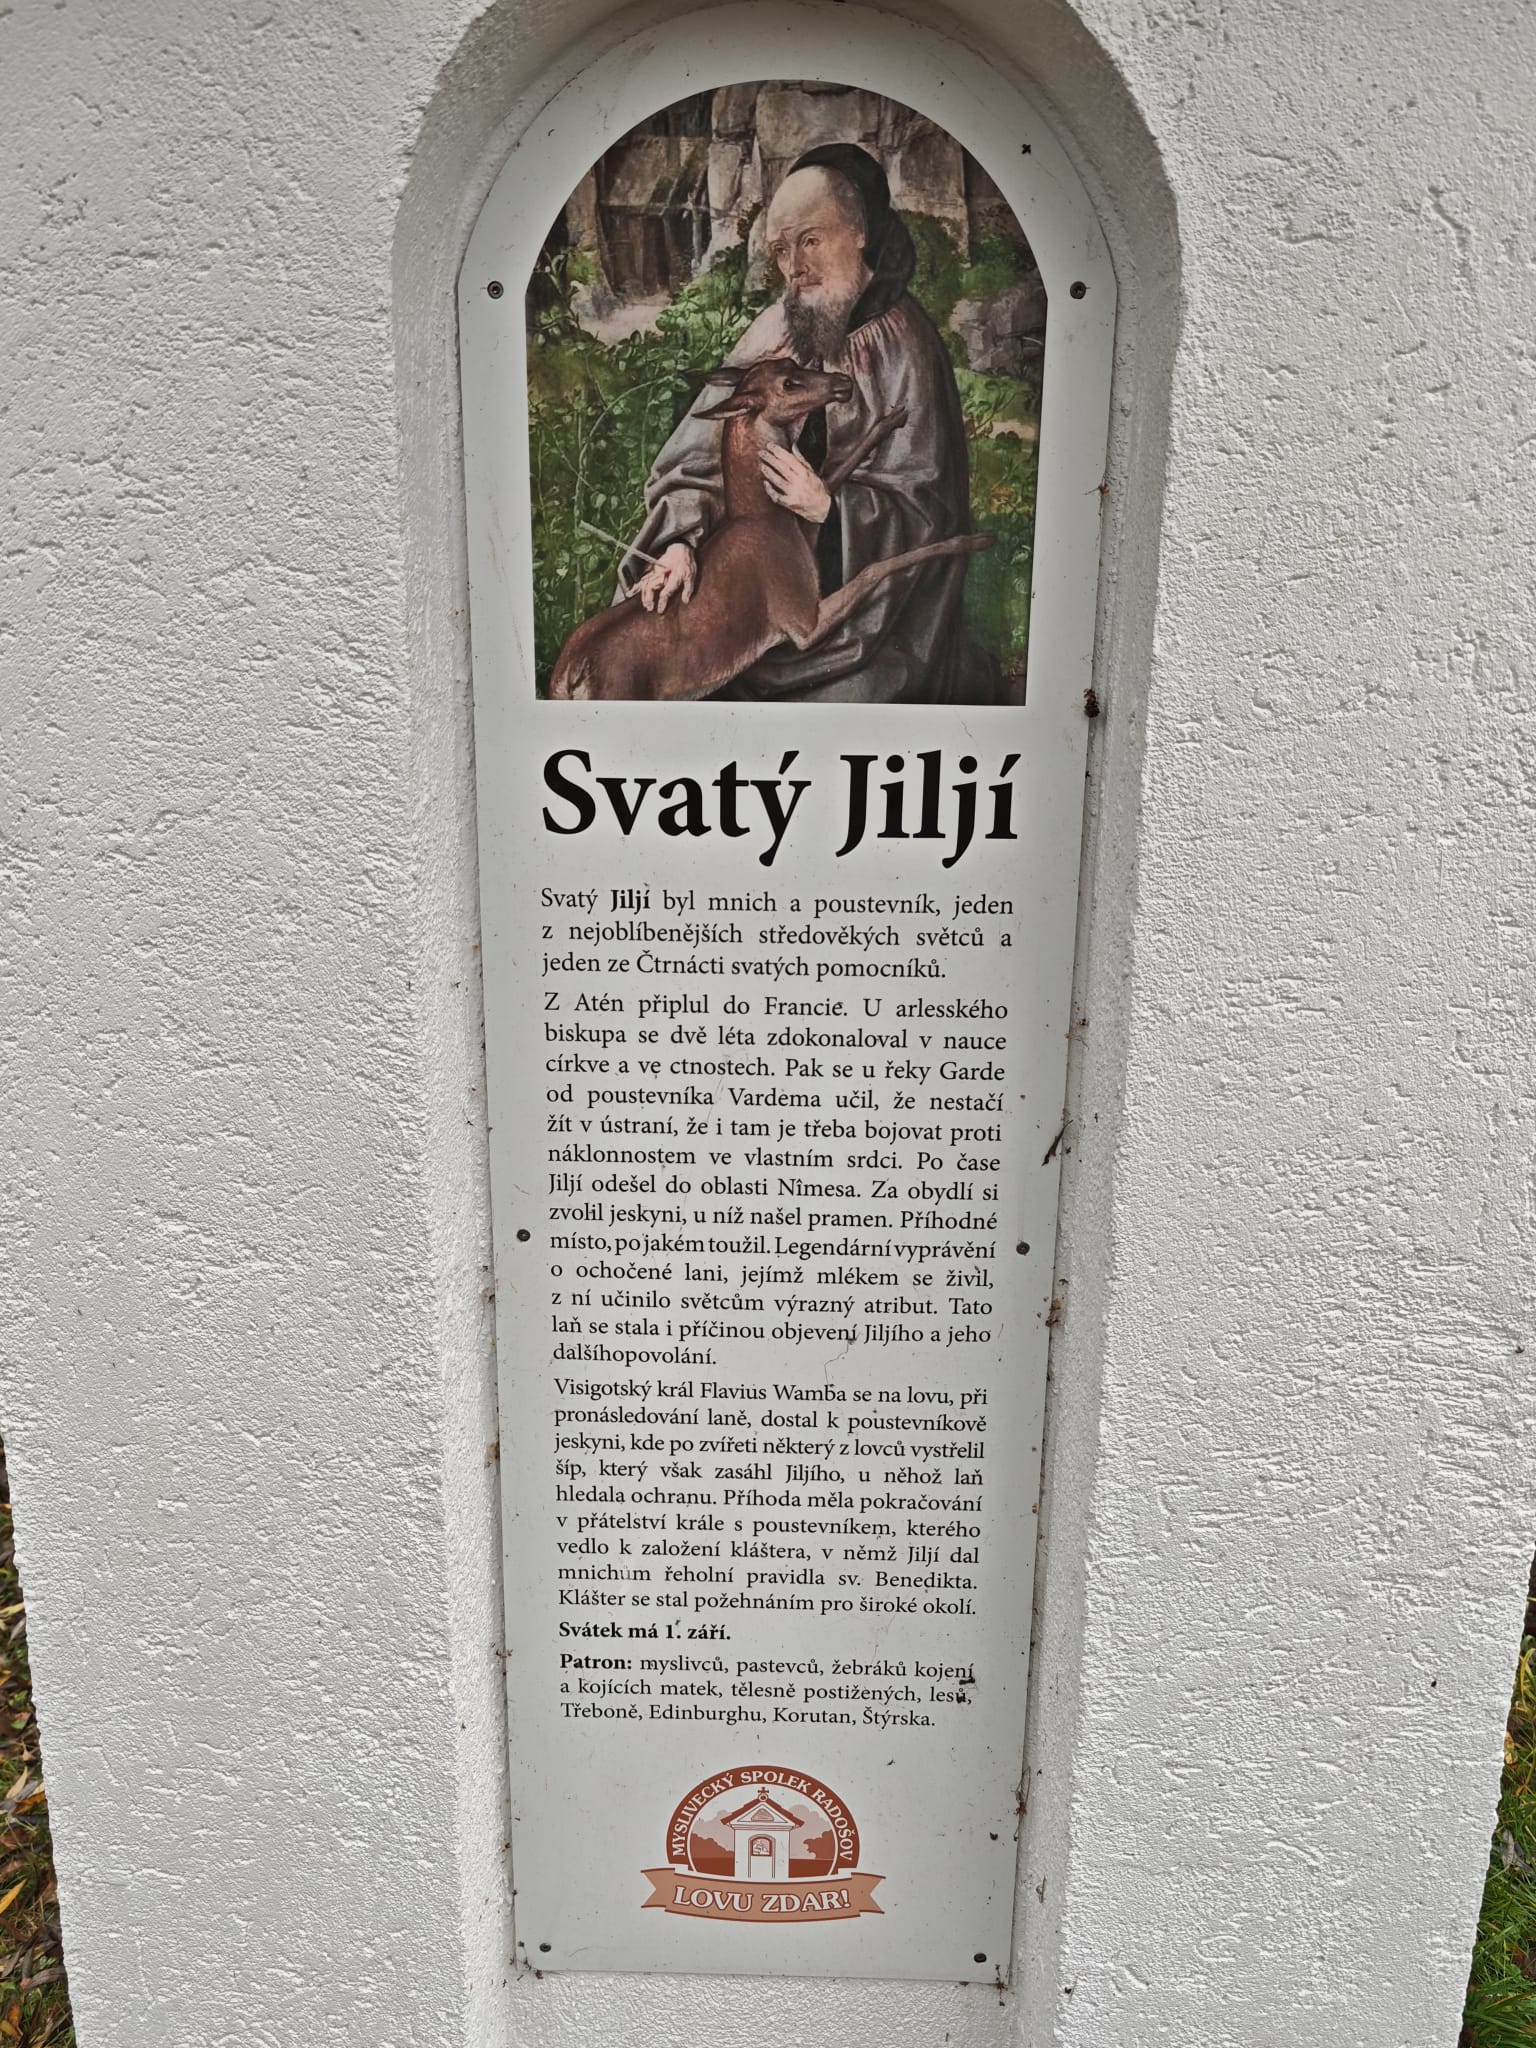 Svatý Jiljí
Svatý Jiljí byl mnich a poustevník, jeden
z nejoblíbenějších středověkých světců a
jeden ze Čtrnácti svatých pomocníků.
Z Atén připlul do Francie. U arlesského
biskupa se dvě léta zdokonaloval v nauce
církve a ve ctnostech. Pak se u řeky Garde
od poustevníka Vardema učil, že nestačí
žít v ústraní, že i tam je třeba bojovat proti
náklonnostem ve vlastním srdci. Po čase
Jiljí odešel do oblasti Nîmesa. Za obydlí si
zvolil jeskyni, u níž našel pramen. Příhodné
místo, po jakém toužil. Legendární vyprávění
o ochočené lani, jejímž mlékem se živil,
z ní učinilo světcům výrazný atribut. Tato
laň se stala i příčinou objevení Jiljího a jeho
dalšíhopovolání.
Visigotský král Flavius Wamba se na lovu, při
pronásledování laně, dostal k poustevníkově
jeskyni, kde po zvířeti některý z lovců vystřelil
šíp, který však zasáhl Jiljího, u něhož laň
hledala ochranu. Příhoda měla pokračování
v přátelství krále s poustevníkem, kterého
vedlo k založení kláštera, v němž Jiljí dal
mnichům řeholní pravidla sv. Benedikta.
Klášter se stal požehnáním pro široké okolí.
Svátek má 1. září.
Patron: myslivců, pastevců, žebráků kojení
a kojících matek, tělesně postižených, lesů,
Třeboně, Edinburghu, Korutan, Štýrska.
MYSLIVECKÝ SPOLEK RADOŠOV
LOVU ZDAR!